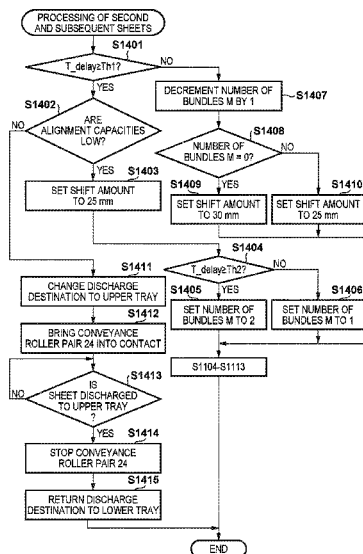 PROCESSING OF SECOND
AND SUBSEQUENT SHEETS
S1401
T_delay≥Th1?
NO
YES
S1402
ARE
ALIGNMENT CAPACITIES
LOW?
NO
YES
S1403
SET SHIFT AMOUNT
TO 25 mm
S1407
DECREMENT NUMBER OF
BUNDLES M BY 1
S1408
NUMBER OF
BUNDLES M = 0?
NO
YES
S1409
SET SHIFT AMOUNT
TO 30 mm
S1410
SET SHIFT AMOUNT
TO 25 mm
S1404
T_delay≥Th2?
NO
YES
S1405
SET NUMBER OF
BUNDLES M TO 2
S1406
SET NUMBER OF
BUNDLES M TO 1
S1411
CHANGE DISCHARGE
DESTINATION TO UPPER TRAY
S1412
BRING CONVEYANCE
ROLLER PAIR 24 INTO CONTACT
S1104-S1113
S1413
IS
SHEET DISCHARGED
TO UPPER TRAY
?
NO
YES
S1414
STOP CONVEYANCE
ROLLER PAIR 24
S1415
RETURN DISCHARGE
DESTINATION TO LOWER TRAY
END